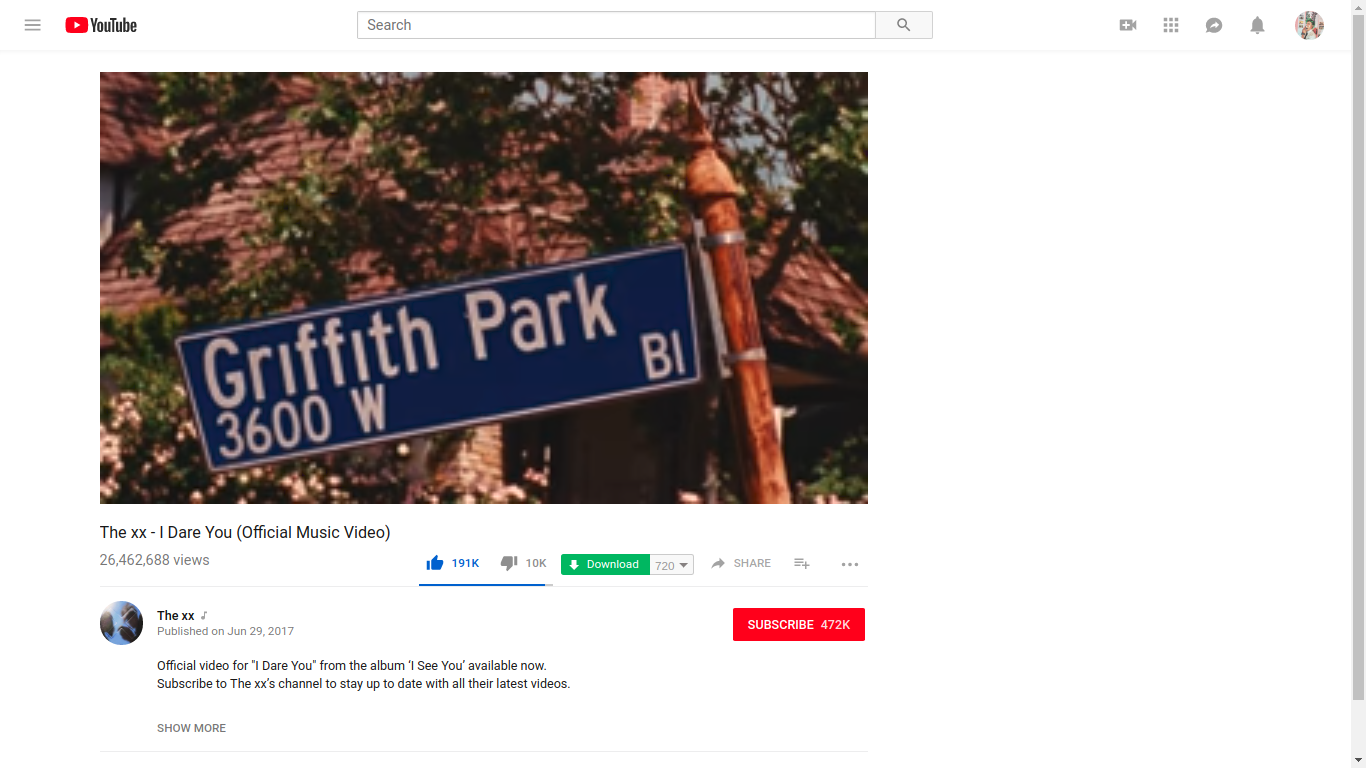 YouTube
Search
Griffith Park Bl
3600 W
The xx - I Dare You (Official Music Video)
26,462,688 views
191K
10K
Download
720
SHARE
The xx
Published on Jun 29, 2017
SUBSCRIBE 472K
Official video for "I Dare You" from the album ‘I See You’ available now.
Subscribe to The xx’s channel to stay up to date with all their latest videos.
SHOW MORE